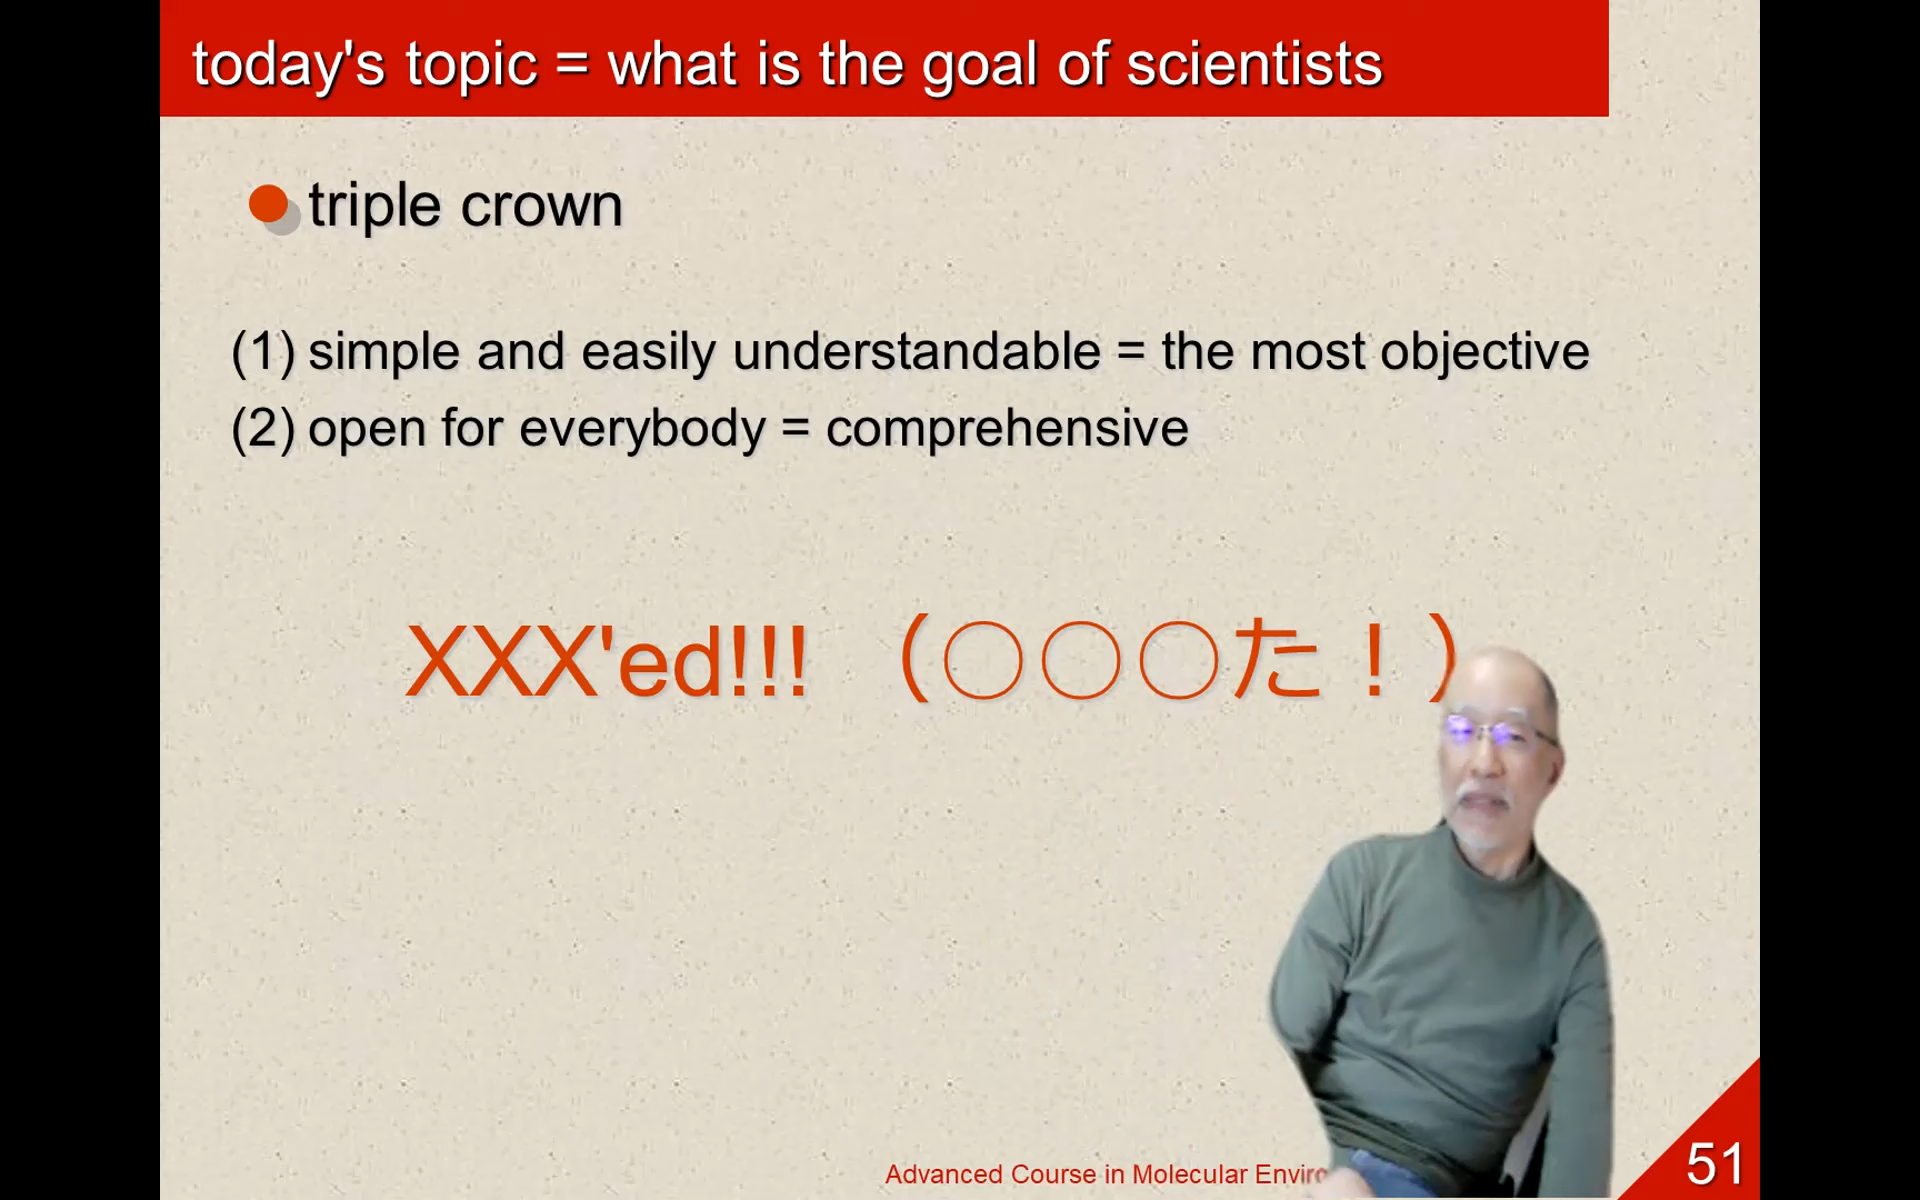 today's topic = what is the goal of scientists
triple crown
(1) simple and easily understandable = the most objective
(2) open for everybody = comprehensive
XXX'ed!!! （○○○た！）
Advanced Course in Molecular
51